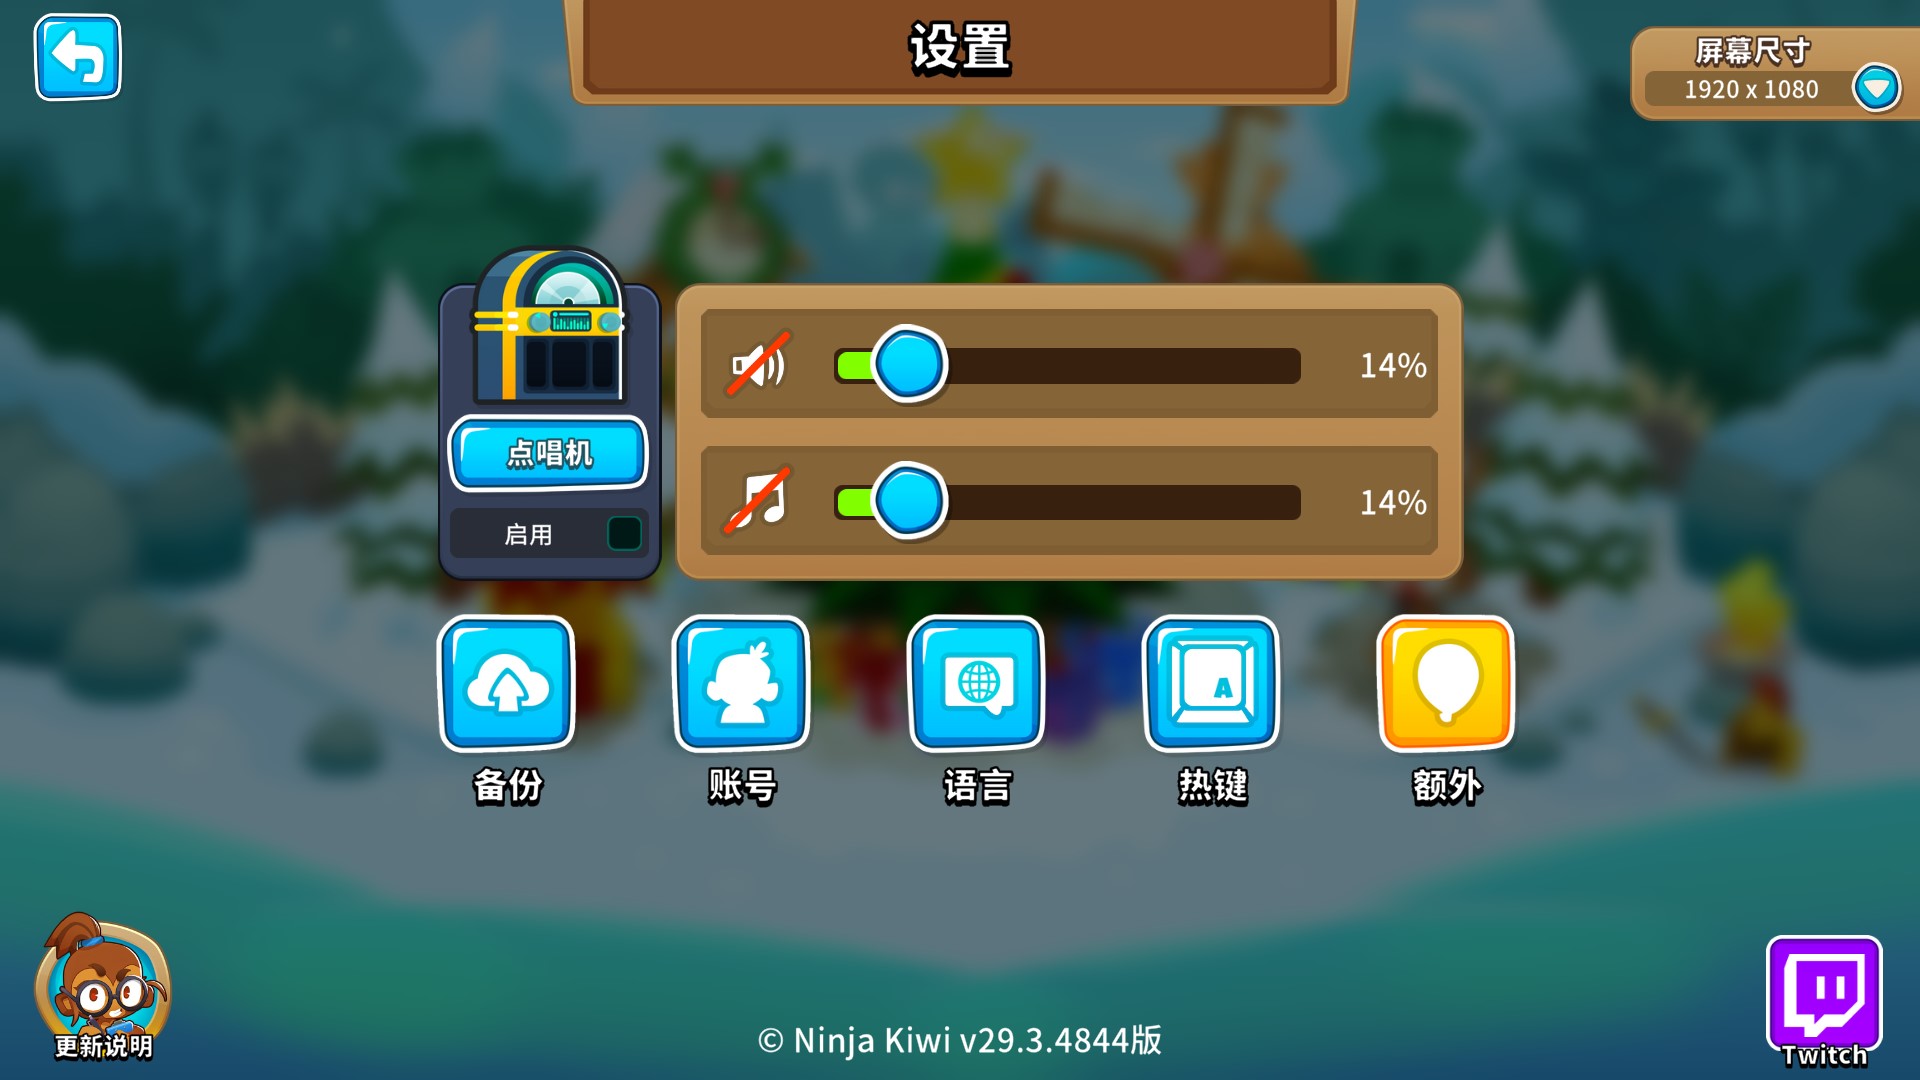 设置
屏幕尺寸
1920 x 1080
点唱机
启用
14%
14%
A
备份
账号
语言
热键
额外
更新说明
© Ninja Kiwi v29.3.4844版
Twitch